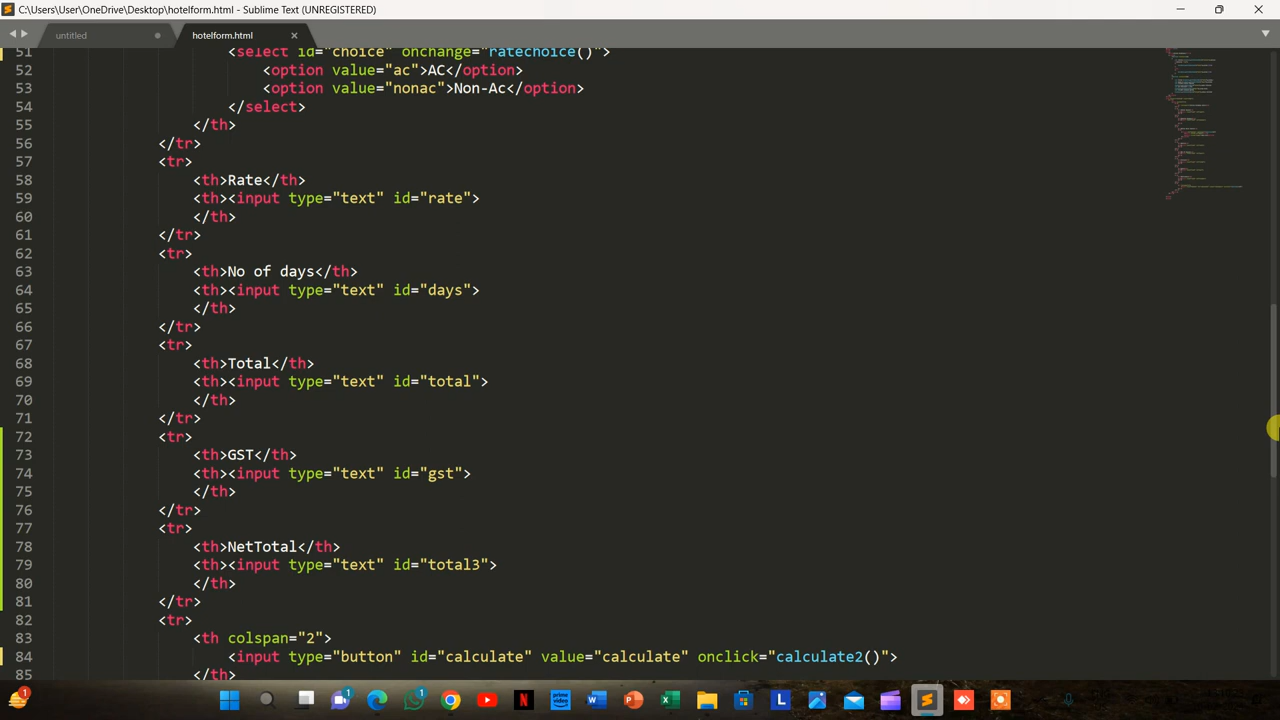 C:\Users\User\OneDrive\Desktop\hotelform.html - Sublime Text (UNREGISTERED)
untitled
hotelform.html
51 <select id="choice" onchange="ratechoice()">
52 <option value="ac">AC</option>
53 <option value="nonac">Non-Ac</option>
54 </select>
55 </th>
56 </tr>
57 <tr>
58 <th>Rate</th>
59 <th><input type="text" id="rate">
60 </th>
61 </tr>
62 <tr>
63 <th>No of days</th>
64 <th><input type="text" id="days">
65 </th>
66 </tr>
67 <tr>
68 <th>Total</th>
69 <th><input type="text" id="total">
70 </th>
71 </tr>
72 <tr>
73 <th>GST</th>
74 <th><input type="text" id="gst">
75 </th>
76 </tr>
77 <tr>
78 <th>NetTotal</th>
79 <th><input type="text" id="total3">
80 </th>
81 </tr>
82 <tr>
83 <th colspan="2">
84 <input type="button" id="calculate" value="calculate" onclick="calculate2()">
85 </th>